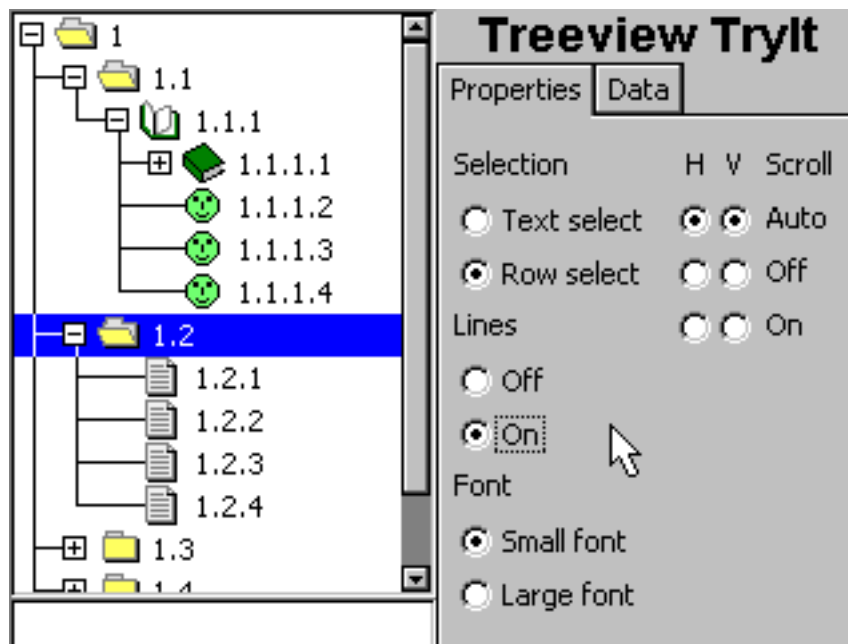 1
1.1
1.1.1
1.1.1.1
1.1.1.2
1.1.1.3
1.1.1.4
1.2
1.2.1
1.2.2
1.2.3
1.2.4
1.3
1.4
Treeview TryIt
Properties Data
Selection H V Scroll
Text select Auto
Row select Off
Lines On
Off
On
Font
Small font
Large font